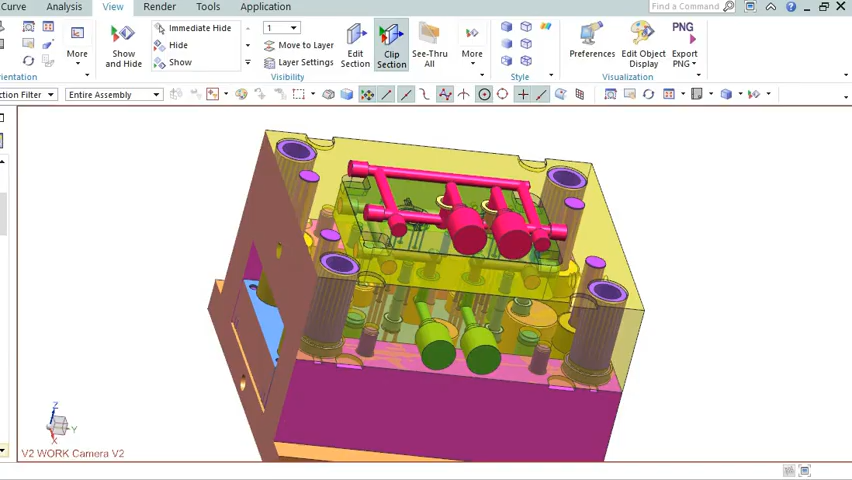 Curve Analysis View Render Tools Application Find a Command
Immediate Hide
Hide
Show
More
Show and Hide
1
Move to Layer
Layer Settings
Visibility
Edit Section
Clip Section
See-Thru All
More
Style
Preferences
Edit Object Display
PNG
Export PNG
Visualization
orientation
ction Filter Entire Assembly
Z
Y
X
V2 WORK Camera V2